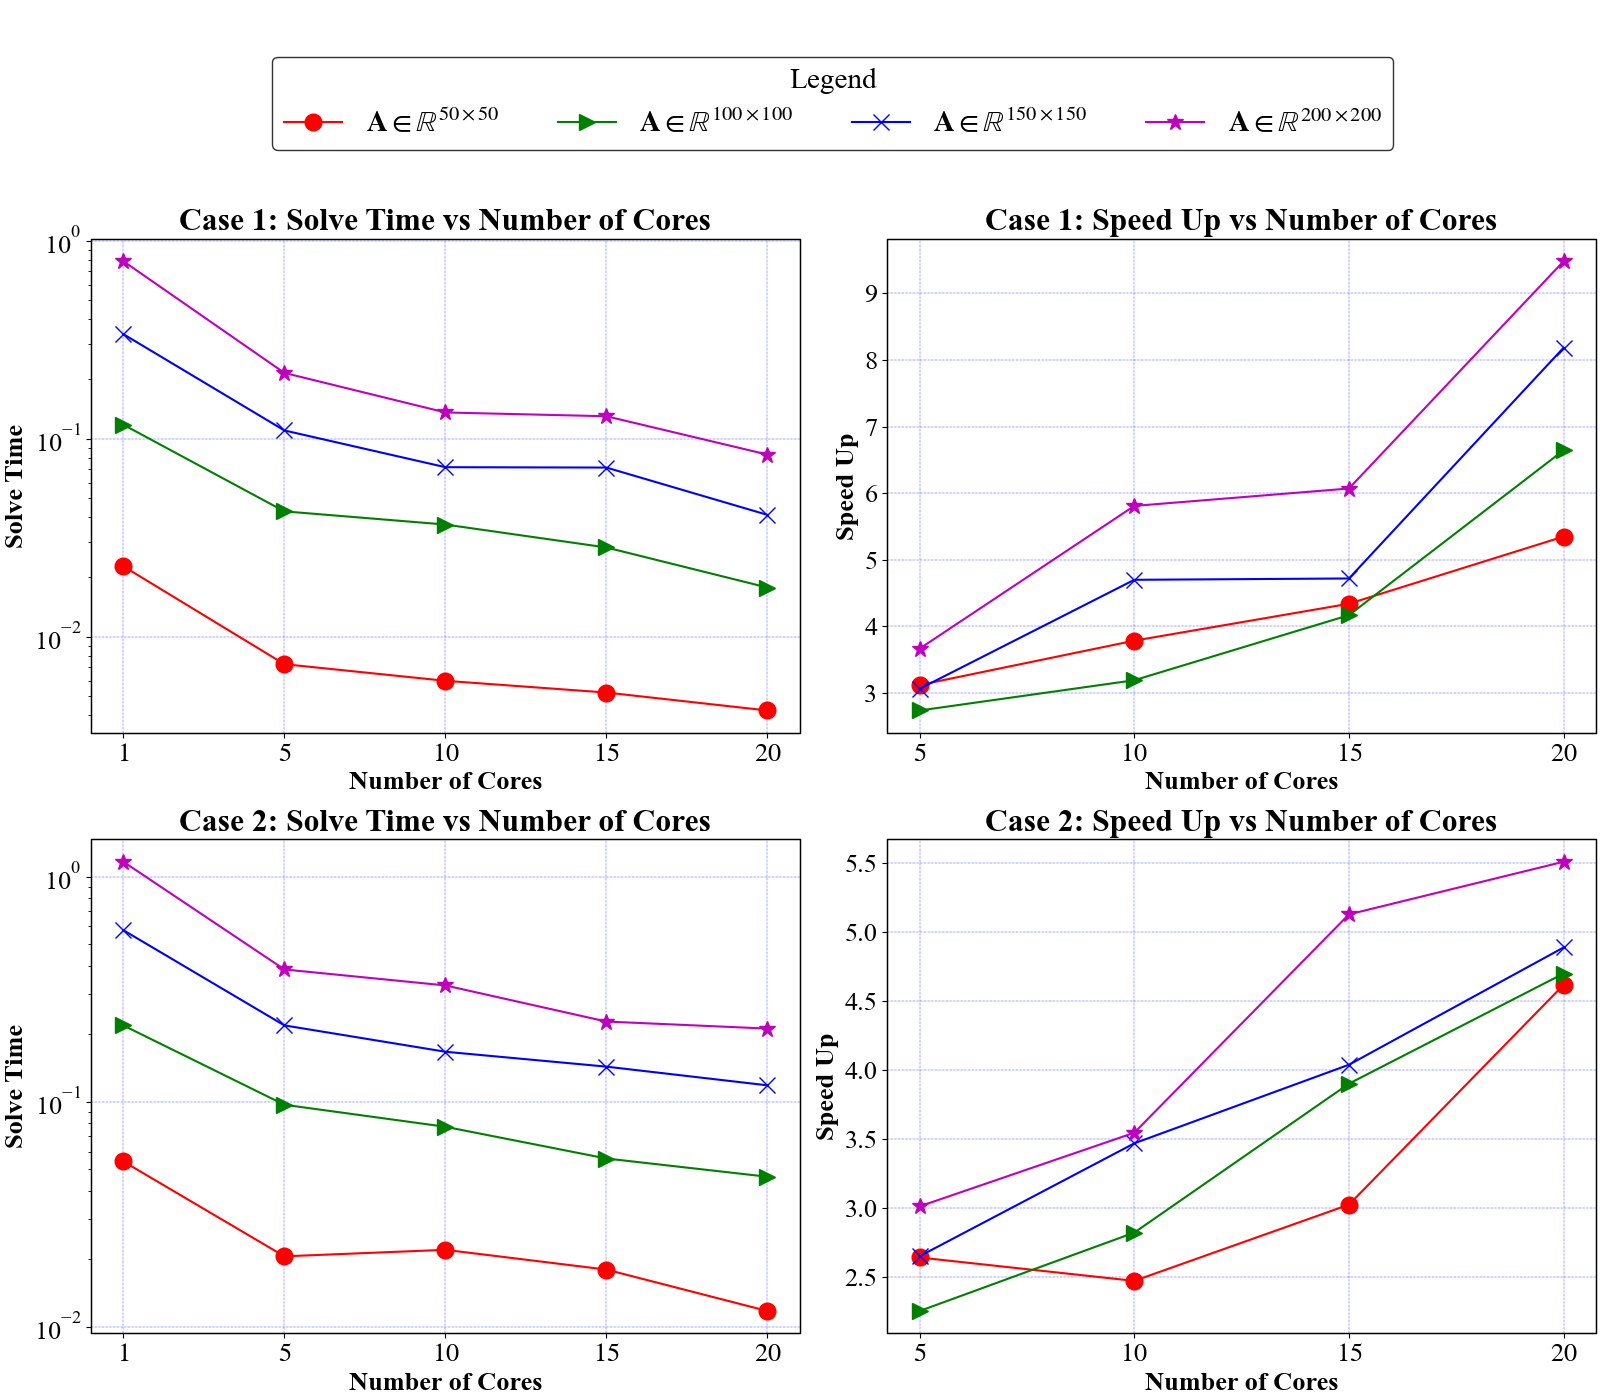 Legend
A ∈ ℝ^{50×50} A ∈ ℝ^{100×100} A ∈ ℝ^{150×150} A ∈ ℝ^{200×200}
Case 1: Solve Time vs Number of Cores
10^{0}
10^{−1}
10^{−2}
Solve Time
1 5 10 15 20
Number of Cores
Case 1: Speed Up vs Number of Cores
9
8
7
6
5
4
3
Speed Up
5 10 15 20
Number of Cores
Case 2: Solve Time vs Number of Cores
10^{0}
10^{−1}
10^{−2}
Solve Time
1 5 10 15 20
Number of Cores
Case 2: Speed Up vs Number of Cores
5.5
5.0
4.5
4.0
3.5
3.0
2.5
Speed Up
5 10 15 20
Number of Cores